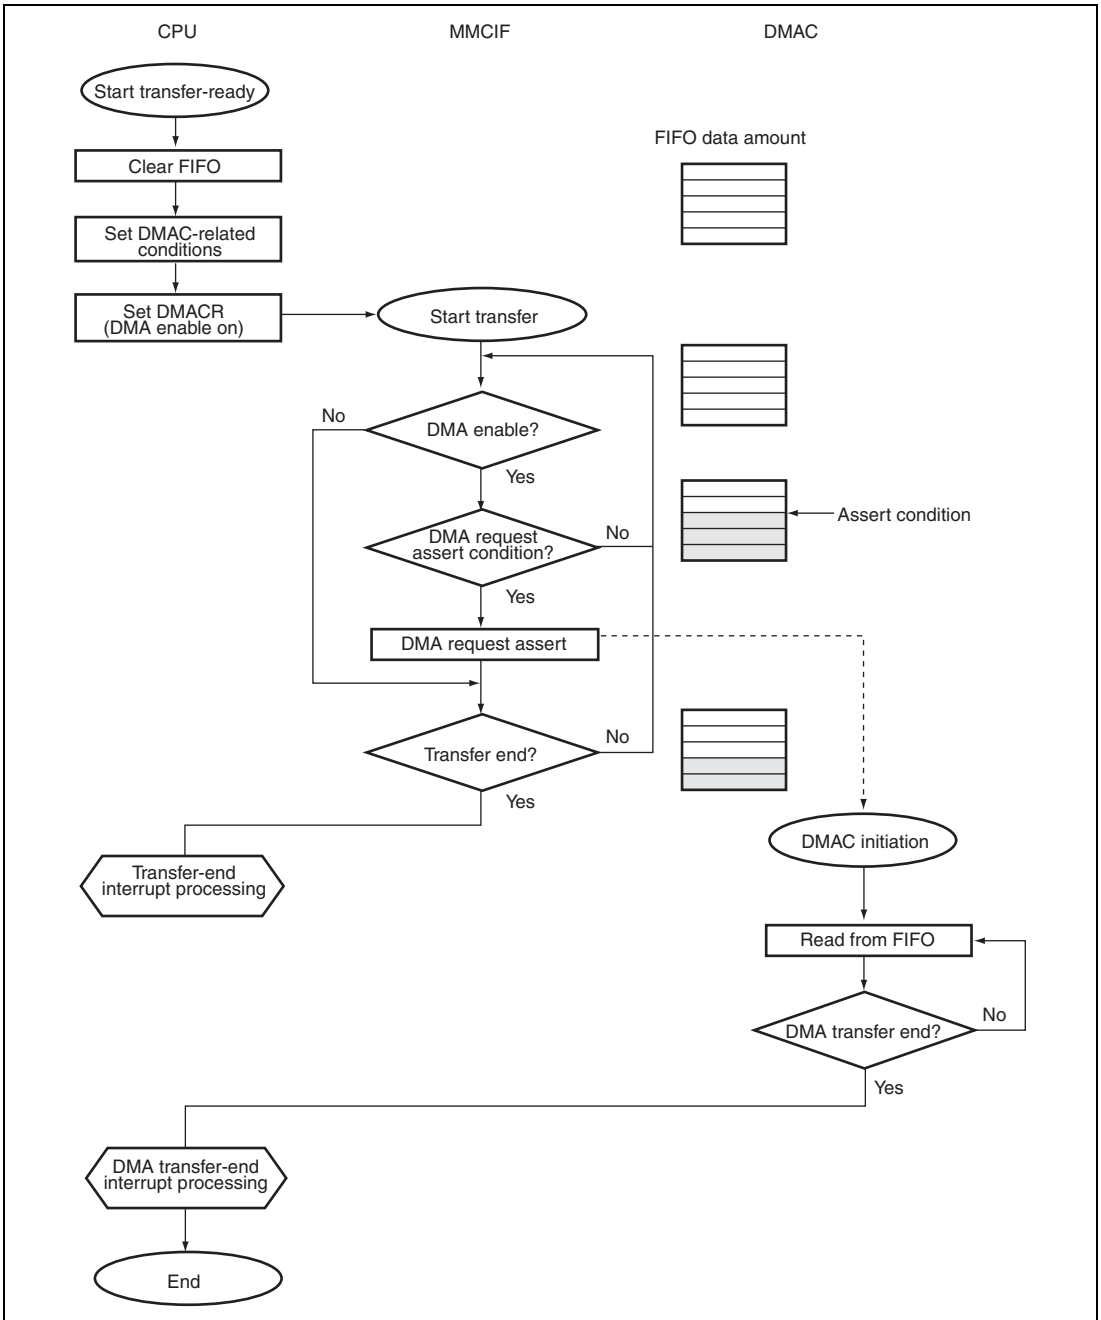 CPU
MMCIF
DMAC
Start transfer-ready
FIFO data amount
Clear FIFO
Set DMAC-related
conditions
Set DMACR
(DMA enable on)
Start transfer
No
DMA enable?
Yes
Assert condition
DMA request
assert condition?
No
Yes
DMA request assert
Transfer end?
No
Yes
DMAC initiation
Transfer-end
interrupt processing
Read from FIFO
No
DMA transfer end?
Yes
DMA transfer-end
interrupt processing
End